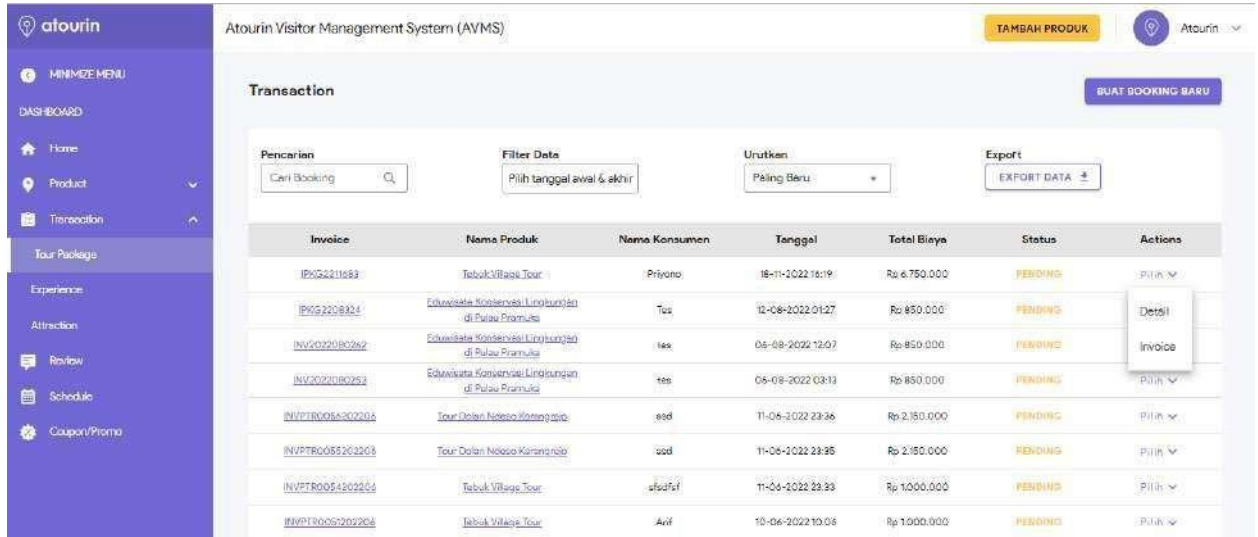 atourin
Atourin Visitor Management System (AVMS)
TAMBAH PRODUK
Atourin
MINIMIZE MENU
DASHBOARD
Home
Product
Transaction
Tour Package
Experience
Attraction
Review
Schedule
Coupon/Promo
Transaction
BUAT BOOKING BARU
Pencarian
Filter Data
Urutkan
Export
Cari Booking
Pilih tanggal awal & akhir
Paling Baru
EXPORT DATA
Invoice Nama Produk Nama Konsumen Tanggal Total Biaya Status Actions
IPKG2211683 Tebuk Village Tour Priyono 18-11-2022 16:19 Rp 6.750.000 PENDING Pilih
IPKG2208324 Eduwisata Konservasi Lingkungan di Pulau Pramuka Tes 12-08-2022 01:27 Rp 850.000 PENDING
Detail
Invoice
INV2022080262 Eduwisata Konservasi Lingkungan di Pulau Pramuka tes 06-08-2022 12:07 Rp 850.000 PENDING
INV2022080253 Eduwisata Konservasi Lingkungan di Pulau Pramuka tes 06-08-2022 03:13 Rp 850.000 PENDING Pilih
INVPTR0056202206 Tour Dolan Ndeso Karangrejo 11-06-2022 23:36 Rp 2.150.000 PENDING Pilih
INVPTR0055202206 Tour Dolan Ndeso Karangrejo 11-06-2022 23:35 Rp 2.150.000 PENDING Pilih
INVPTR0054202206 Tebuk Village Tour 11-06-2022 23:33 Rp 1.000.000 PENDING Pilih
INVPTR0051202206 Tebuk Village Tour Arif 10-06-2022 10:06 Rp 1.000.000 PENDING Pilih